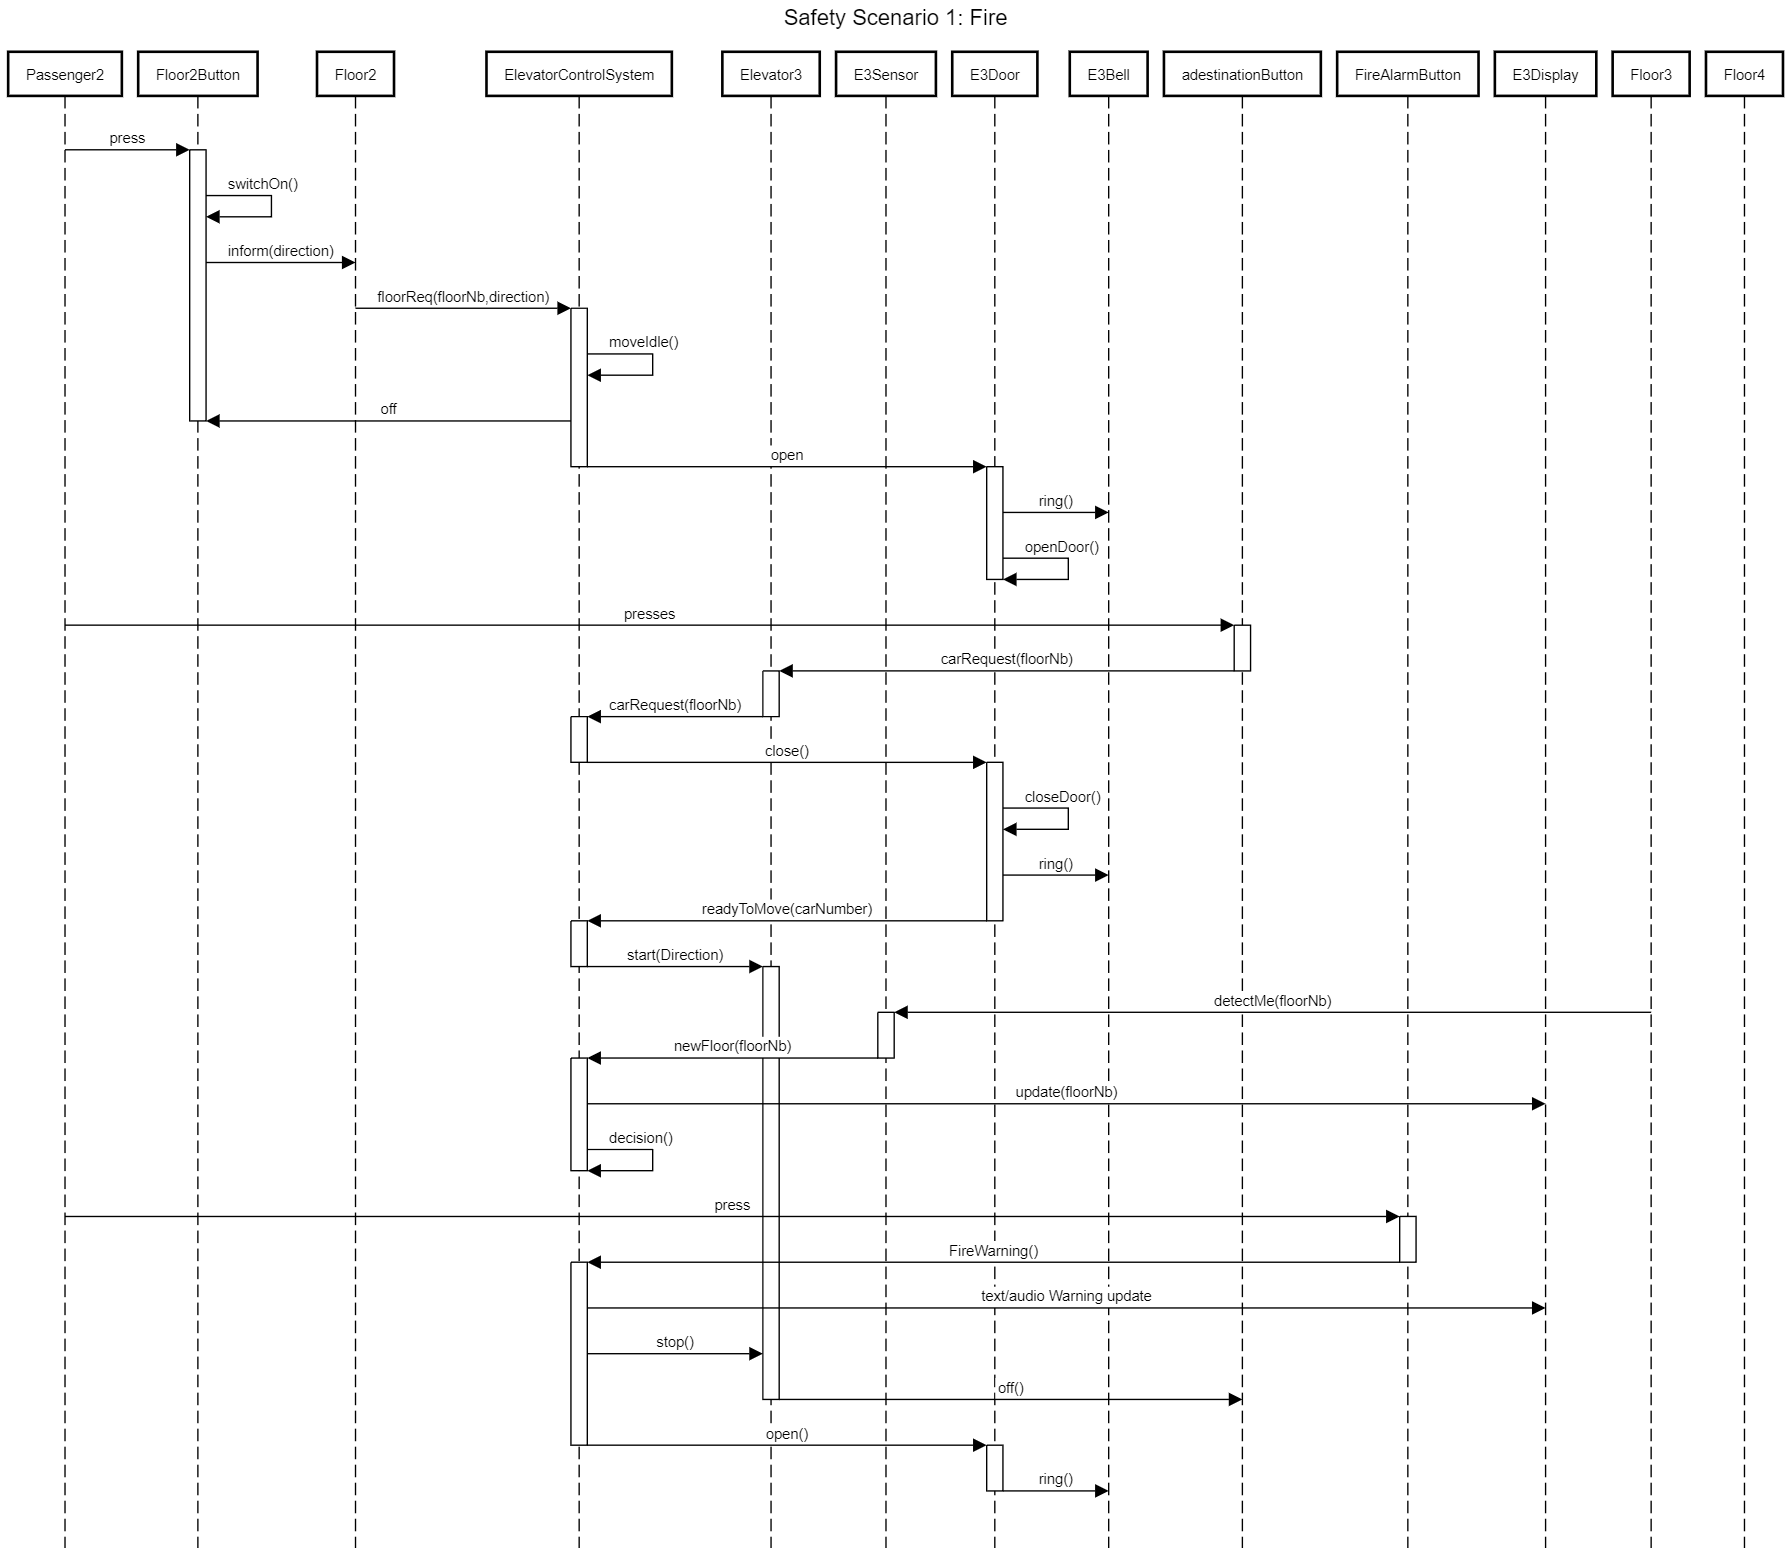 Safety Scenario 1: Fire
Passenger2
Floor2Button
Floor2
ElevatorControlSystem
Elevator3
E3Sensor
E3Door
E3Bell
adestinationButton
FireAlarmButton
E3Display
Floor3
Floor4
press
switchOn()
inform(direction)
floorReq(floorNb,direction)
moveIdle()
off
open
ring()
openDoor()
presses
carRequest(floorNb)
carRequest(floorNb)
close()
closeDoor()
ring()
readyToMove(carNumber)
start(Direction)
detectMe(floorNb)
newFloor(floorNb)
update(floorNb)
decision()
press
FireWarning()
text/audio Warning update
stop()
off()
open()
ring()